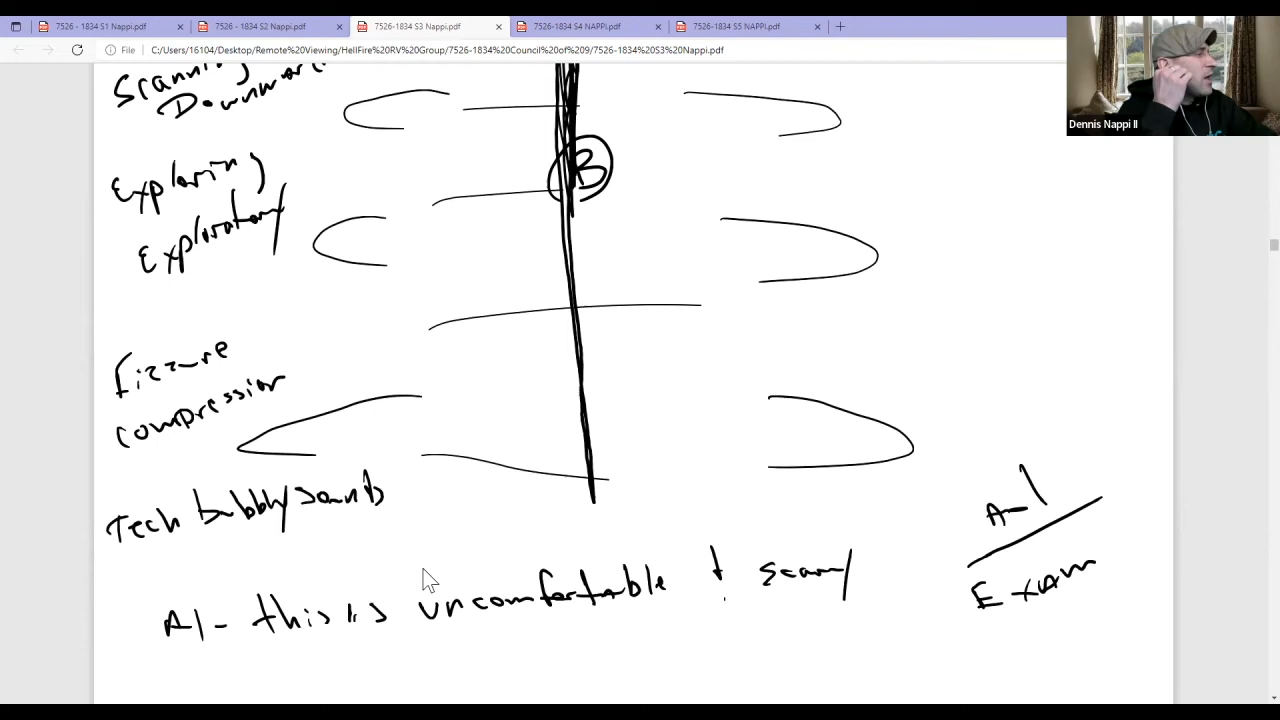 7526 - 1834 S1 Nappi.pdf
7526 - 1834 S2 Nappi.pdf
7526-1834 S3 Nappi.pdf
7526-1834 S4 NAPPI.pdf
7526-1834 S5 NAPPI.pdf
File
C:/Users/16104/Desktop/Remote%20Viewing/HellFire%20RV%20Group/7526-1834%20Council%20of%209/7526-1834%20S3%20Nappi.pdf
Dennis Nappi II
Scanning
Downward
B
Exploring
Exploratory
Fizzure
compression
Tech bubbly sounds
A-1
Exam
AI - this is uncomfortable + scary